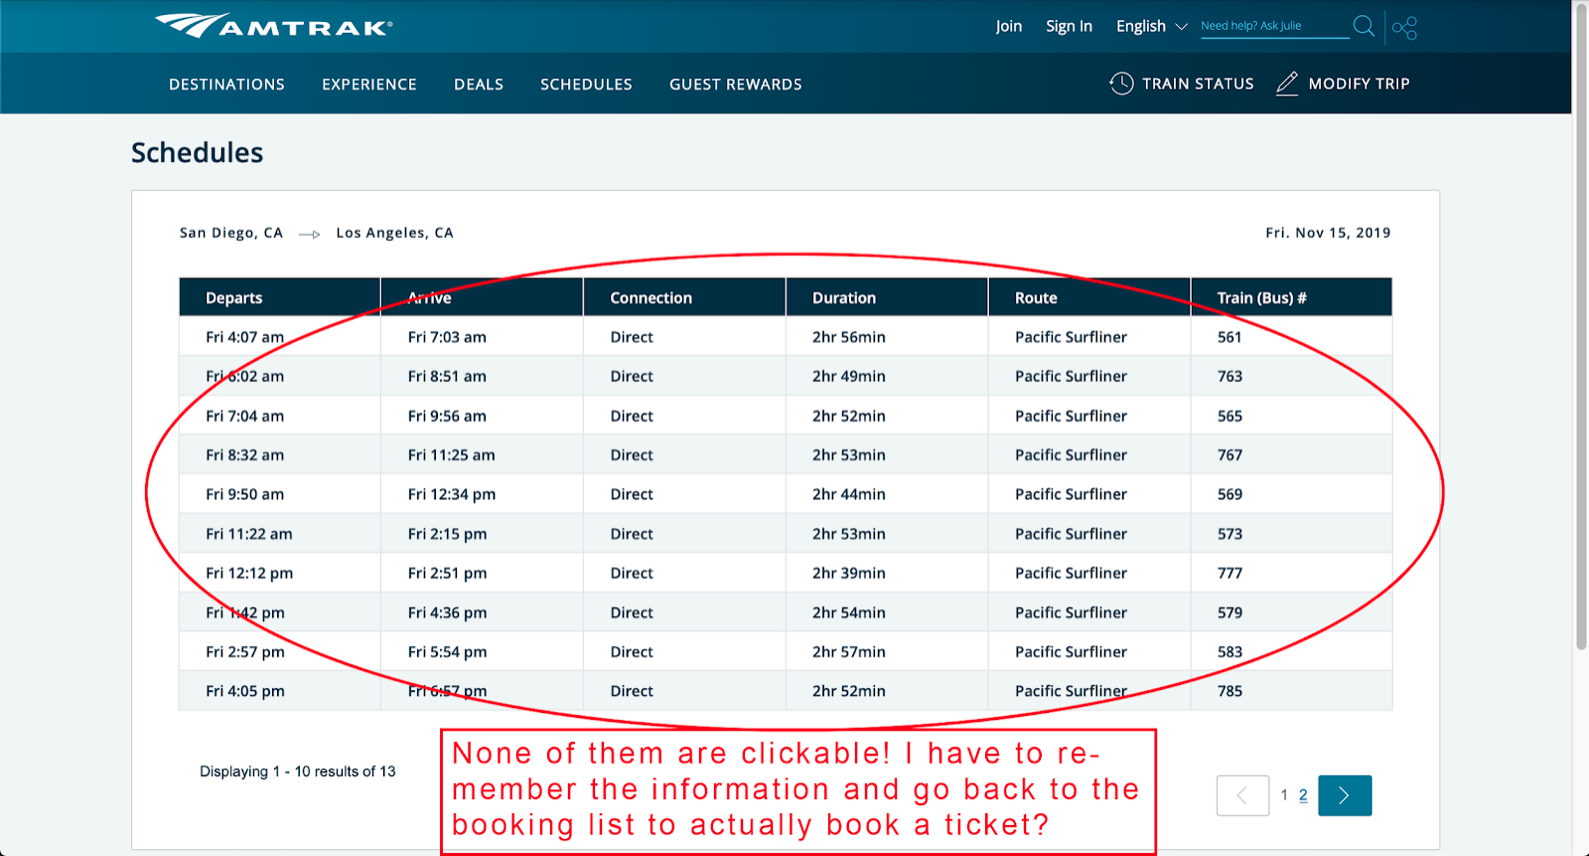 AMTRAK®
Join Sign In English Need help? Ask Julie
DESTINATIONS EXPERIENCE DEALS SCHEDULES GUEST REWARDS TRAIN STATUS MODIFY TRIP
Schedules
San Diego, CA Los Angeles, CA Fri. Nov 15, 2019
Departs Arrive Connection Duration Route Train (Bus) #
Fri 4:07 am Fri 7:03 am Direct 2hr 56min Pacific Surfliner 561
Fri 6:02 am Fri 8:51 am Direct 2hr 49min Pacific Surfliner 763
Fri 7:04 am Fri 9:56 am Direct 2hr 52min Pacific Surfliner 565
Fri 8:32 am Fri 11:25 am Direct 2hr 53min Pacific Surfliner 767
Fri 9:50 am Fri 12:34 pm Direct 2hr 44min Pacific Surfliner 569
Fri 11:22 am Fri 2:15 pm Direct 2hr 53min Pacific Surfliner 573
Fri 12:12 pm Fri 2:51 pm Direct 2hr 39min Pacific Surfliner 777
Fri 1:42 pm Fri 4:36 pm Direct 2hr 54min Pacific Surfliner 579
Fri 2:57 pm Fri 5:54 pm Direct 2hr 57min Pacific Surfliner 583
Fri 4:05 pm Fri 6:57 pm Direct 2hr 52min Pacific Surfliner 785
None of them are clickable! I have to re-
member the information and go back to the
booking list to actually book a ticket?
Displaying 1 - 10 results of 13
1 2